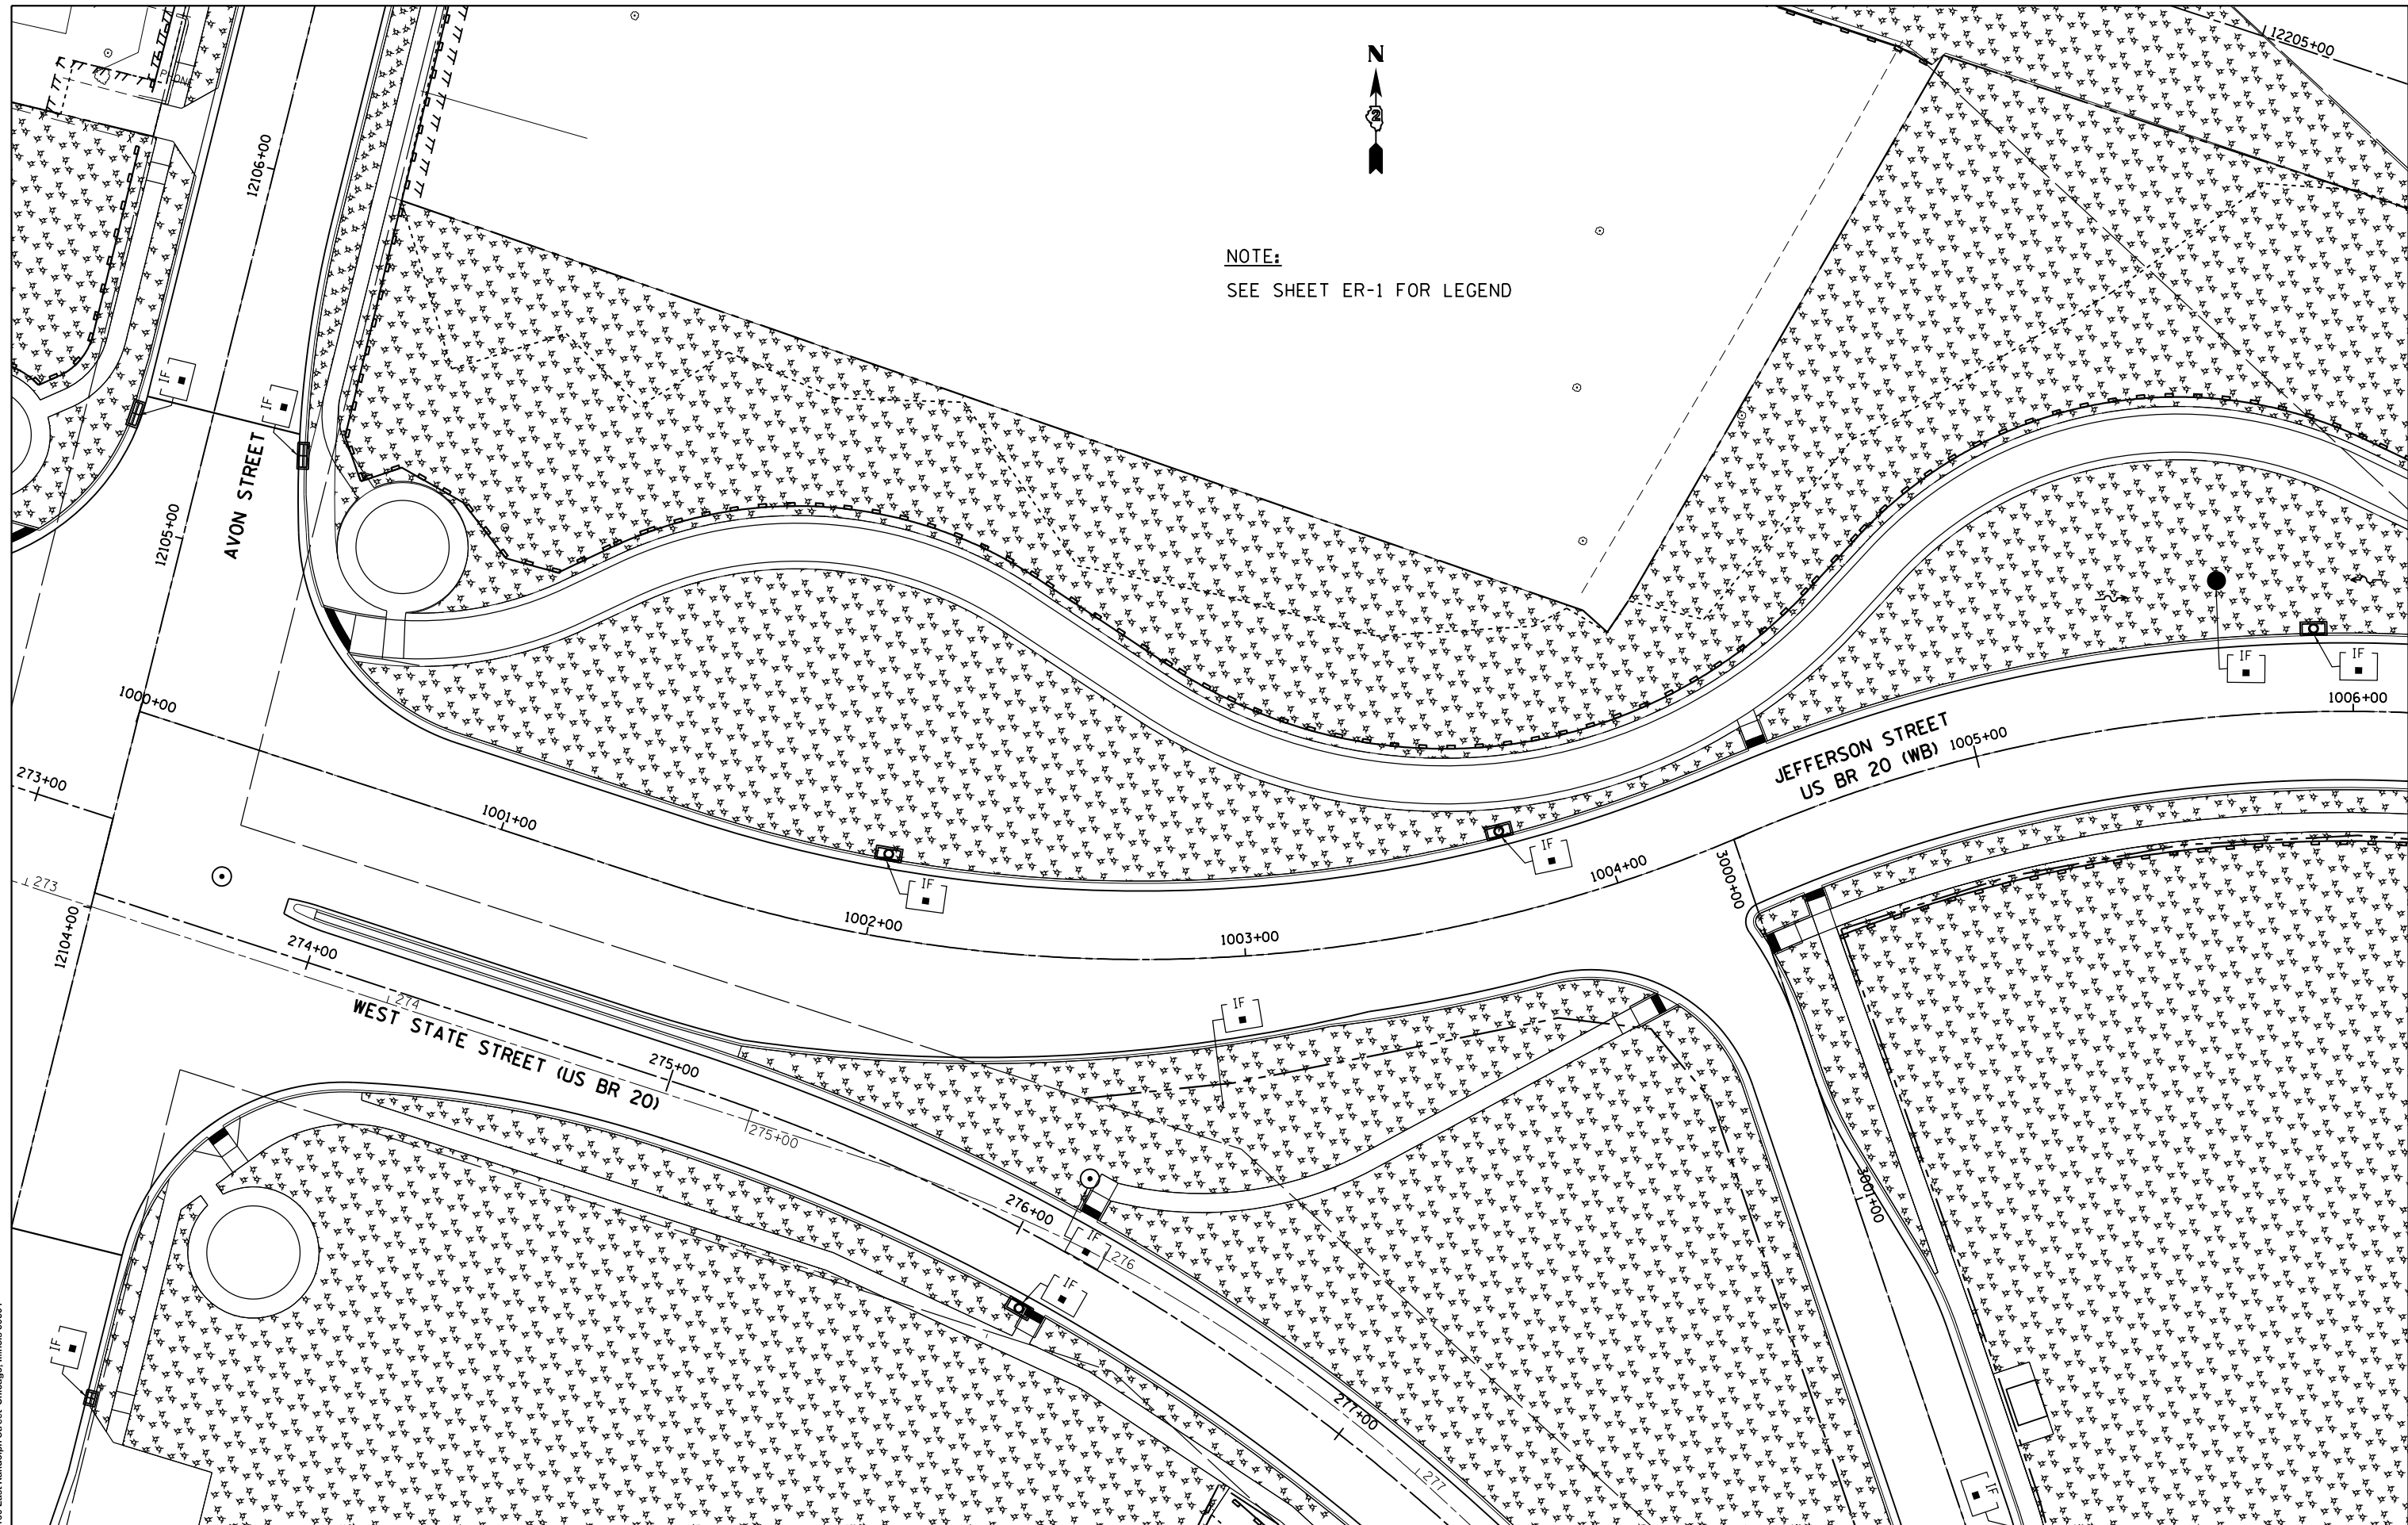 12205+00
N
2
12106+00
NOTE:
SEE SHEET ER-1 FOR LEGEND
IF
IF
AVON STREET
12105+00
1000+00
IF
IF
1006+00
JEFFERSON STREET
US BR 20 (WB)
1005+00
273+00
1001+00
IF
1004+00
3000+00
273
IF
1002+00
1003+00
12104+00
274+00
274
IF
WEST STATE STREET (US BR 20)
275+00
275+00
3001+00
276+00
IF
276
IF
IF
277+00
277
IF